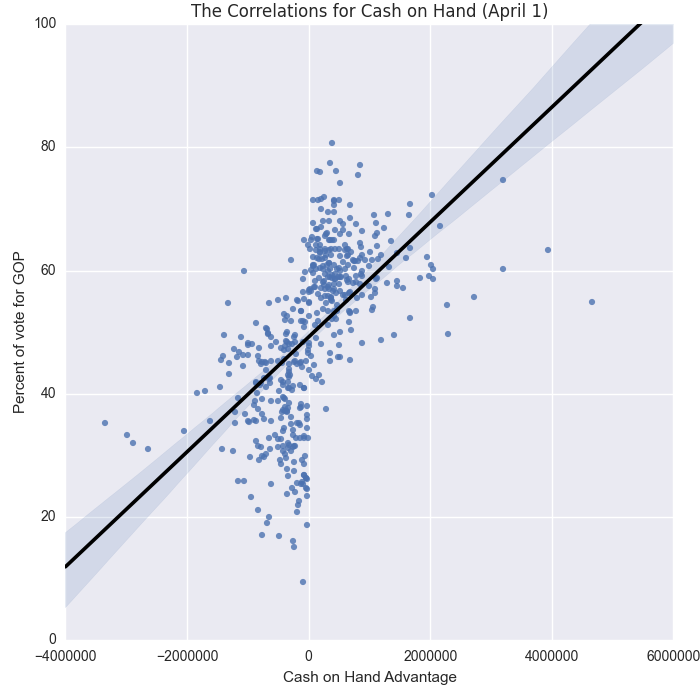 The Correlations for Cash on Hand (April 1)
100
80
60
40
20
0
Percent of vote for GOP
−4000000 −2000000 0 2000000 4000000 6000000
Cash on Hand Advantage